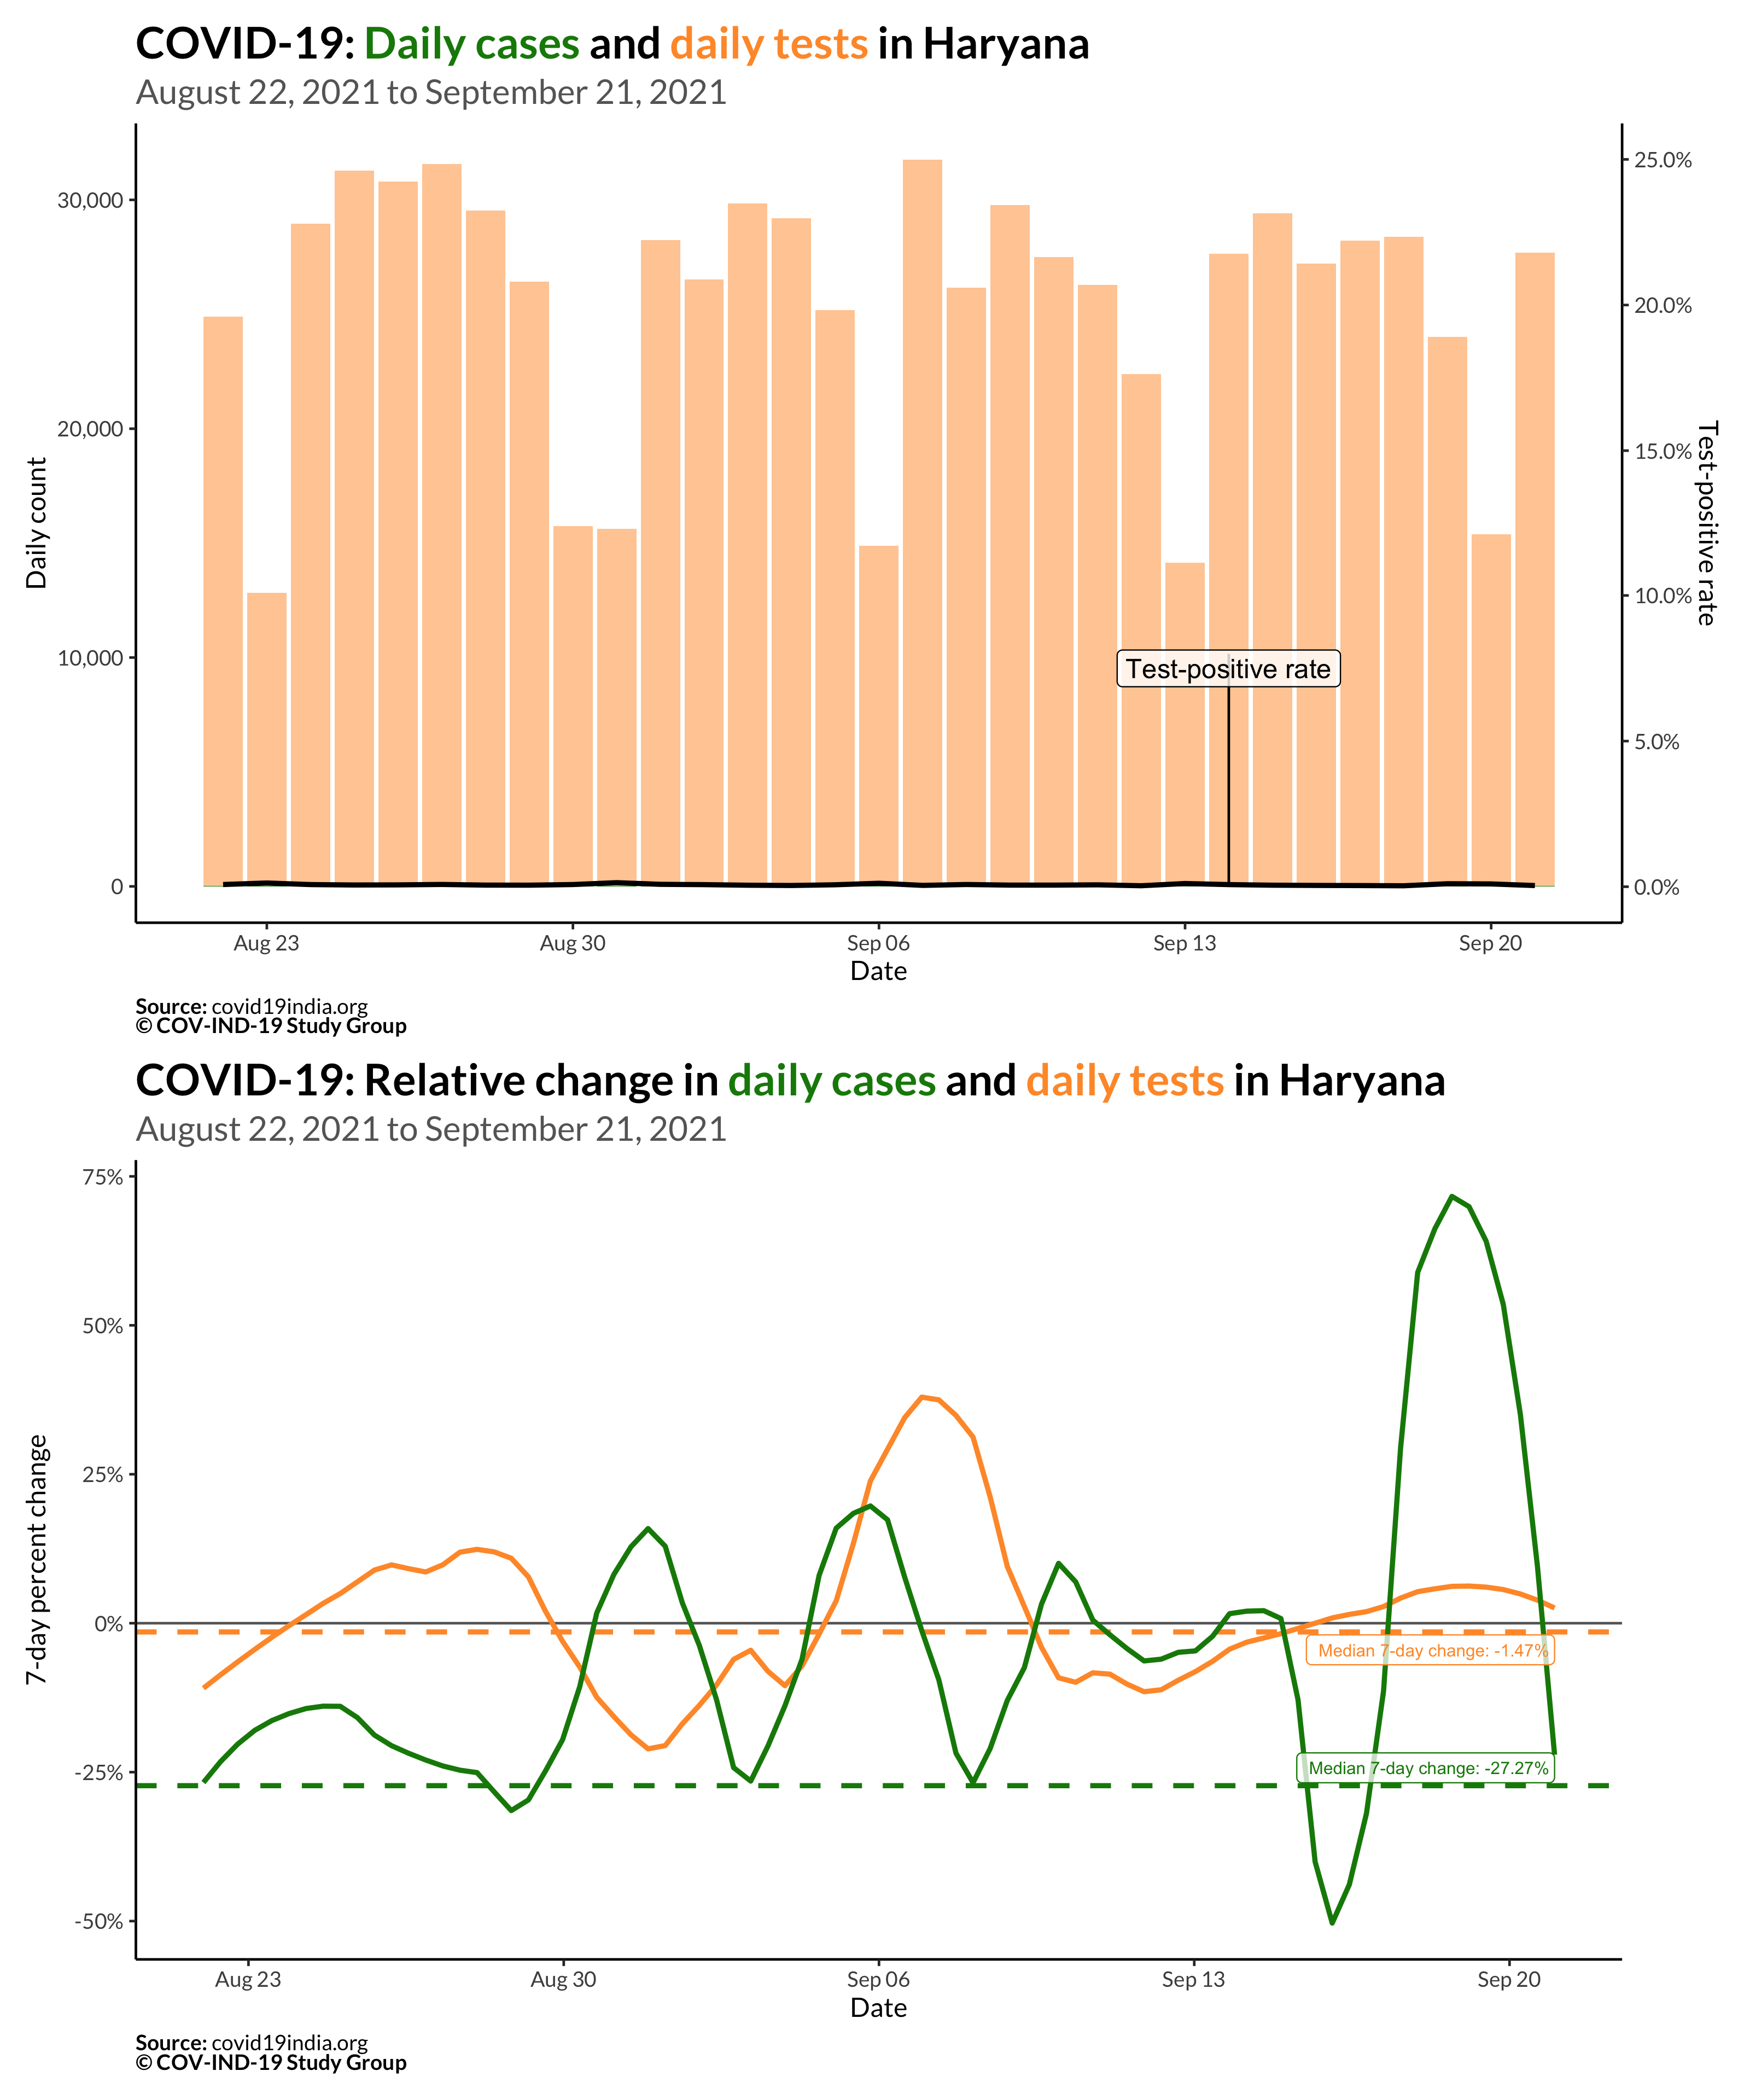 COVID-19: Daily cases and daily tests in Haryana
August 22, 2021 to September 21, 2021
30,000
20,000
10,000
0
Daily count
25.0%
20.0%
15.0%
10.0%
5.0%
0.0%
Test-positive rate
Test-positive rate
Aug 23
Aug 30
Sep 06
Sep 13
Sep 20
Date
Source: covid19india.org
© COV-IND-19 Study Group
COVID-19: Relative change in daily cases and daily tests in Haryana
August 22, 2021 to September 21, 2021
75%
50%
25%
0%
-25%
-50%
7-day percent change
Median 7-day change: -1.47%
Median 7-day change: -27.27%
Aug 23
Aug 30
Sep 06
Sep 13
Sep 20
Date
Source: covid19india.org
© COV-IND-19 Study Group